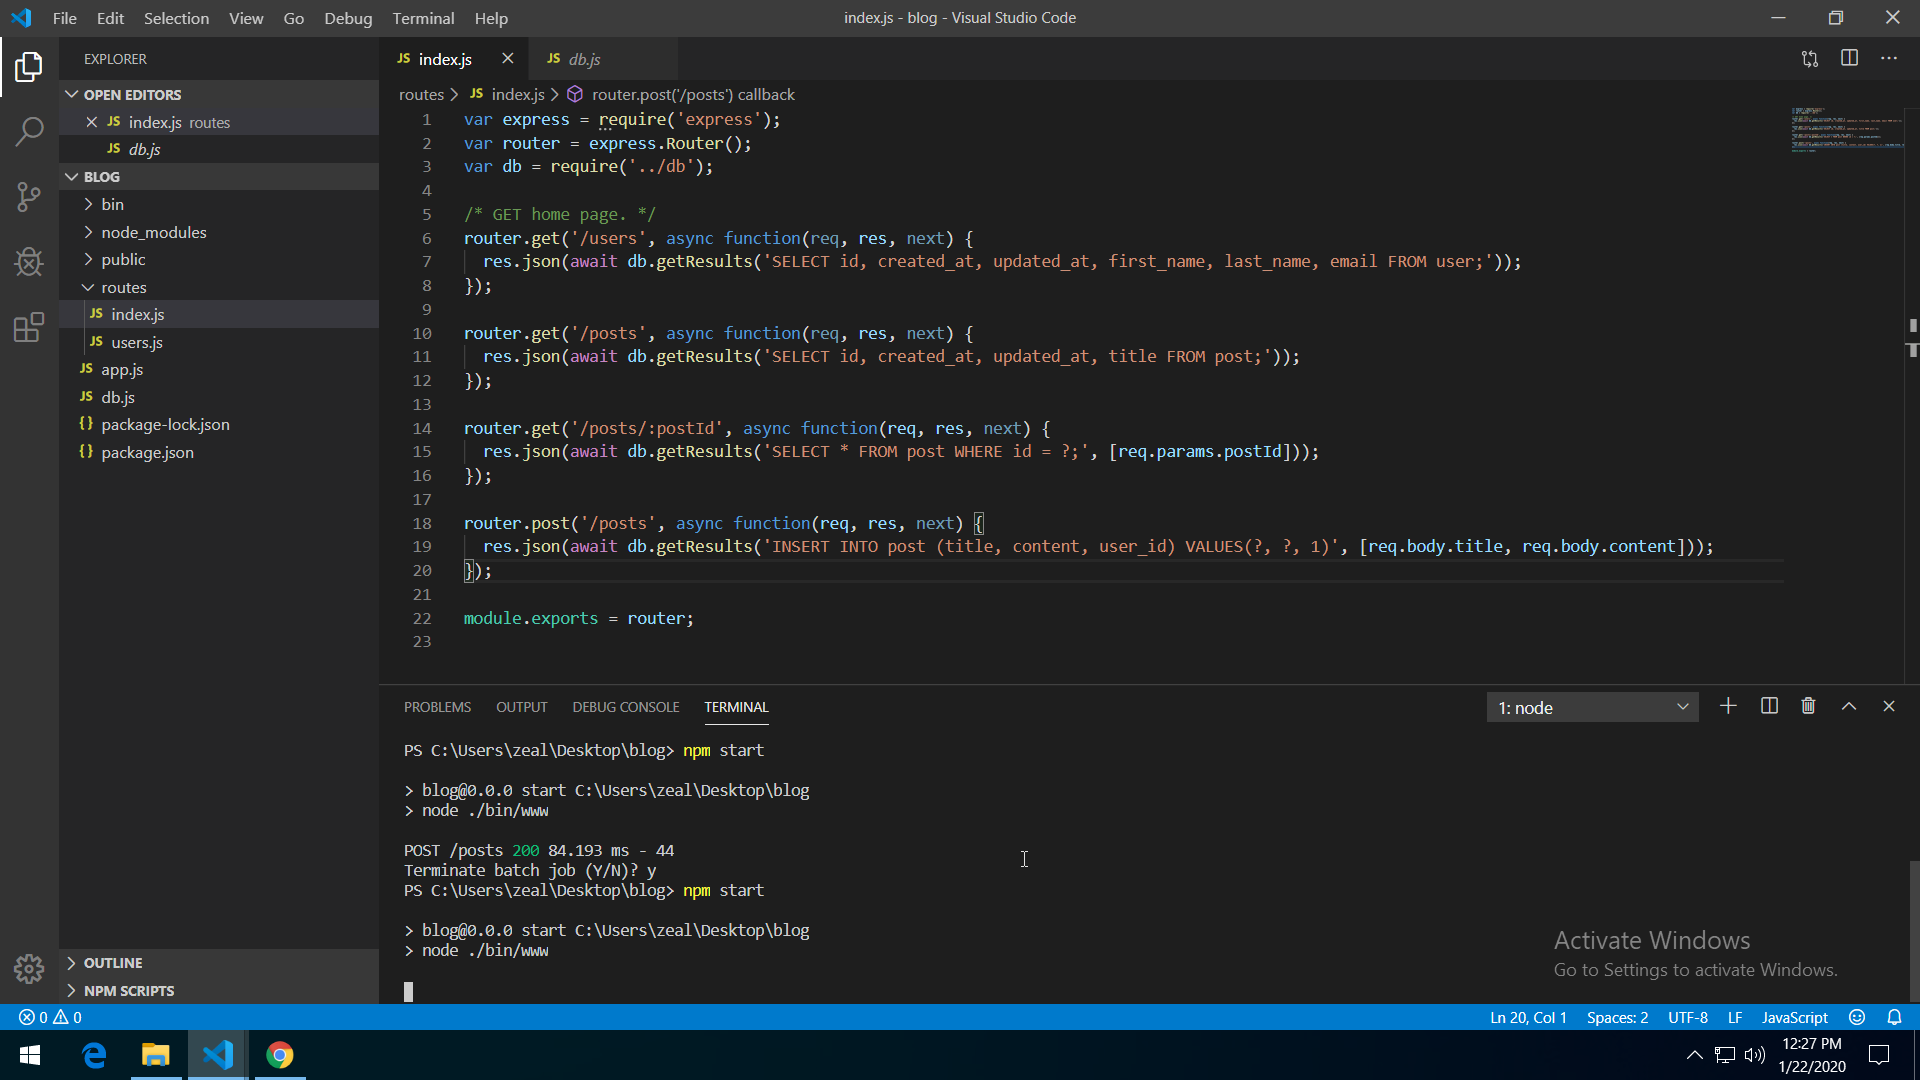 File Edit Selection View Go Debug Terminal Help
index.js - blog - Visual Studio Code
EXPLORER
OPEN EDITORS
JS index.js routes
JS db.js
BLOG
bin
node_modules
public
routes
JS index.js
JS users.js
JS app.js
JS db.js
{} package-lock.json
{} package.json
OUTLINE
NPM SCRIPTS
JS index.js
JS db.js
routes > JS index.js > router.post('/posts') callback
1 var express = require('express');
2 var router = express.Router();
3 var db = require('../db');
4
5 /* GET home page. */
6 router.get('/users', async function(req, res, next) {
7 res.json(await db.getResults('SELECT id, created_at, updated_at, first_name, last_name, email FROM user;'));
8 });
9
10 router.get('/posts', async function(req, res, next) {
11 res.json(await db.getResults('SELECT id, created_at, updated_at, title FROM post;'));
12 });
13
14 router.get('/posts/:postId', async function(req, res, next) {
15 res.json(await db.getResults('SELECT * FROM post WHERE id = ?;', [req.params.postId]));
16 });
17
18 router.post('/posts', async function(req, res, next) {
19 res.json(await db.getResults('INSERT INTO post (title, content, user_id) VALUES(?, ?, 1)', [req.body.title, req.body.content]));
20 });
21
22 module.exports = router;
23
PROBLEMS OUTPUT DEBUG CONSOLE TERMINAL
1: node
PS C:\Users\zeal\Desktop\blog> npm start
> blog@0.0.0 start C:\Users\zeal\Desktop\blog
> node ./bin/www
POST /posts 200 84.193 ms - 44
Terminate batch job (Y/N)? y
PS C:\Users\zeal\Desktop\blog> npm start
> blog@0.0.0 start C:\Users\zeal\Desktop\blog
> node ./bin/www
Activate Windows
Go to Settings to activate Windows.
0 0
Ln 20, Col 1 Spaces: 2 UTF-8 LF JavaScript
12:27 PM
1/22/2020